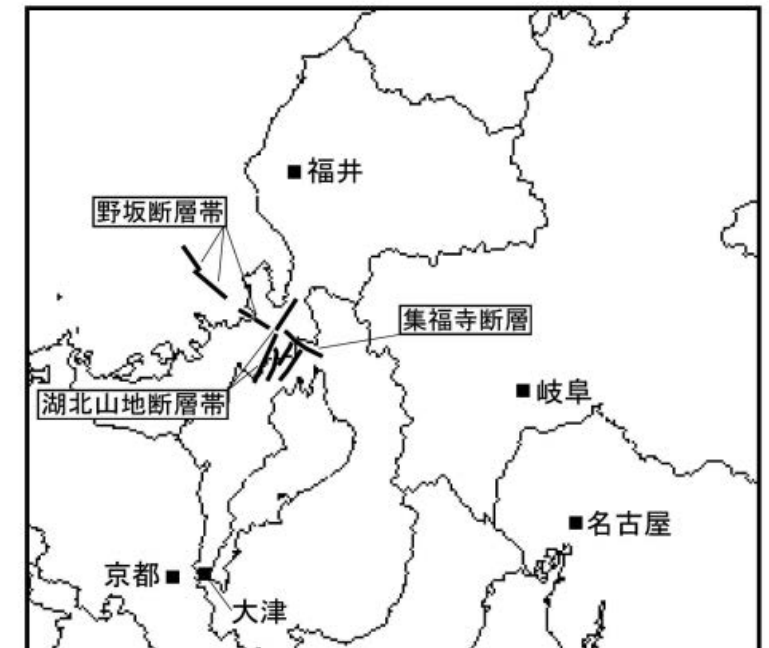 福井
野坂断層帯
集福寺断層
岐阜
湖北山地断層帯
名古屋
京都
大津